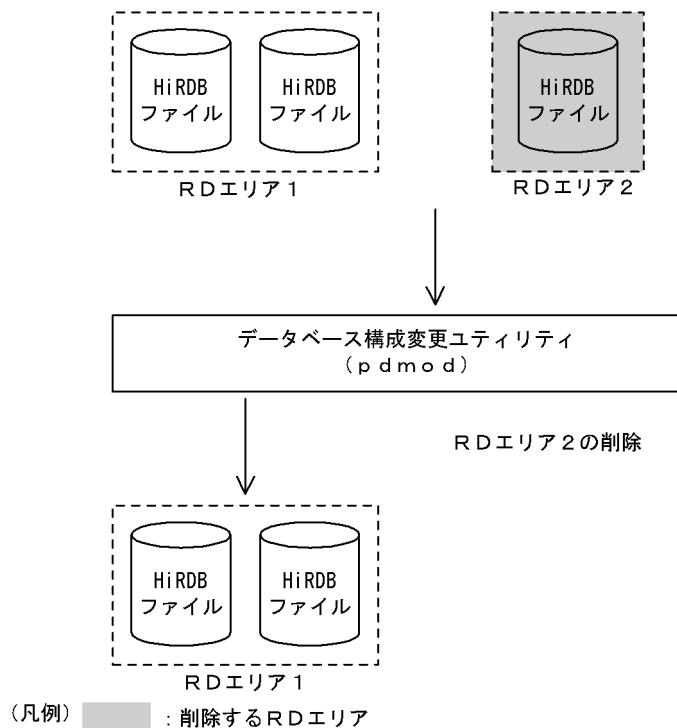 HiRDB
ファイル
HiRDB
ファイル
HiRDB
ファイル
RDエリア1
RDエリア2
データベース構成変更ユティリティ
(pdmod)
RDエリア2の削除
HiRDB
ファイル
HiRDB
ファイル
RDエリア1
(凡例) :削除するRDエリア